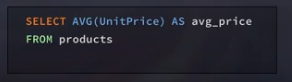 SELECT AVG(UnitPrice) AS avg_price
FROM products